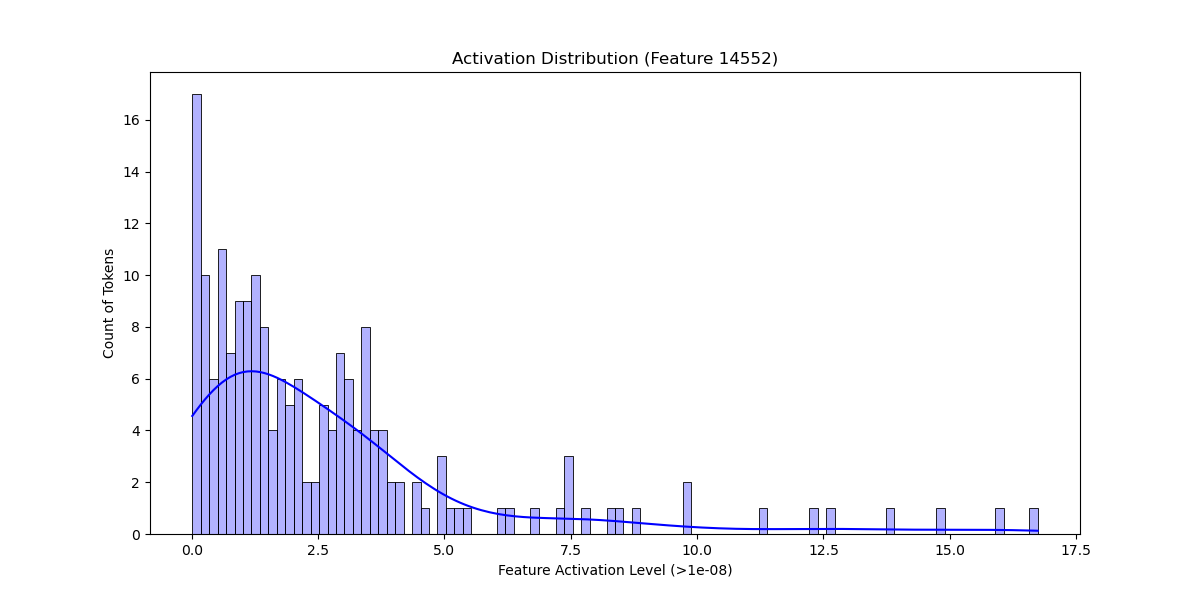 Activation Distribution (Feature 14552)
Count of Tokens
16
14
12
10
8
6
4
2
0
0.0 2.5 5.0 7.5 10.0 12.5 15.0 17.5
Feature Activation Level (>1e-08)